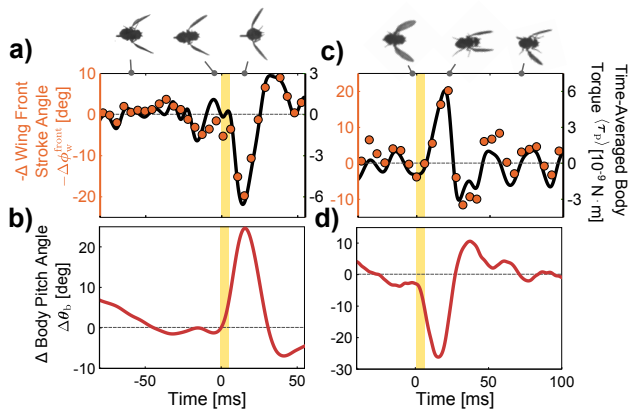 a)
c)
-Δ Wing Front
Stroke Angle
−Δϕ_w^front [deg]
10
0
-10
-20
3
0
3
6
20
10
0
-10
6
3
0
-3
Time-Averaged Body
Torque ⟨τ_p⟩ [10⁻⁹ N · m]
b)
d)
Δ Body Pitch Angle
Δθ_b [deg]
20
10
0
-10
10
0
-10
-20
-30
-50
0
50
0
50
100
Time [ms]
Time [ms]